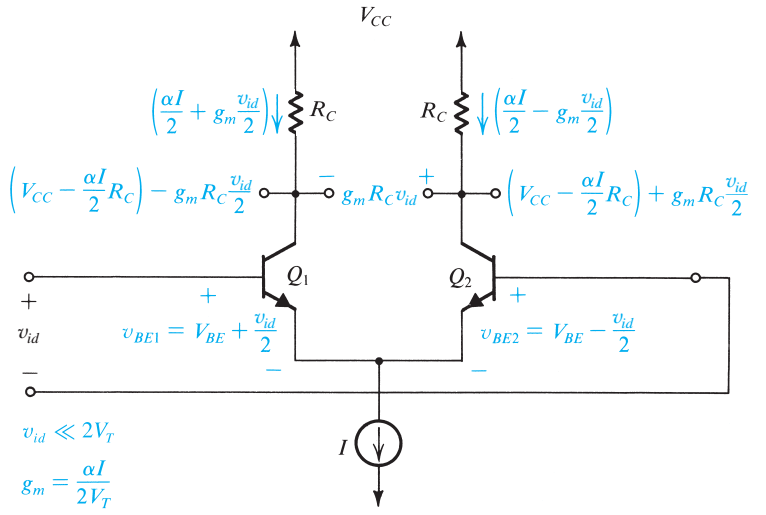 V_CC
(αI/2 + g_m v_id/2)
R_C
R_C
(αI/2 − g_m v_id/2)
(V_CC − αI/2 R_C) − g_m R_C v_id/2
− g_m R_C v_id +
(V_CC − αI/2 R_C) + g_m R_C v_id/2
Q_1
Q_2
+
v_id
−
+
v_BE1 = V_BE + v_id/2
−
+
v_BE2 = V_BE − v_id/2
−
v_id ≪ 2V_T
I
g_m = αI/2V_T